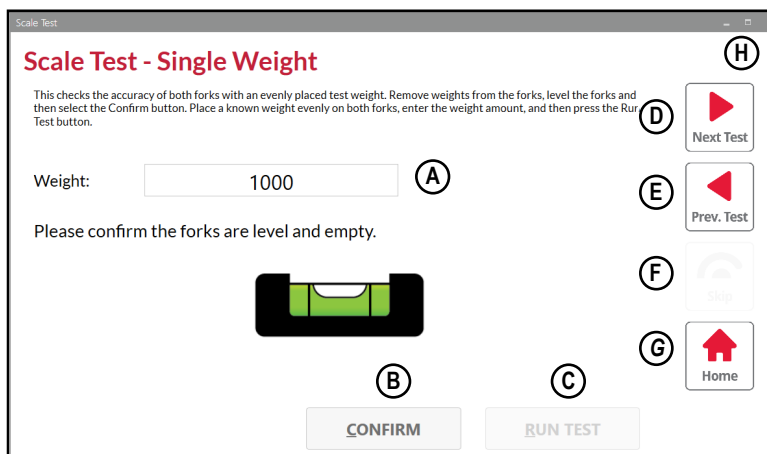 Scale Test
H
Scale Test - Single Weight
This checks the accuracy of both forks with an evenly placed test weight. Remove weights from the forks, level the forks and
then select the Confirm button. Place a known weight evenly on both forks, enter the weight amount, and then press the Run
Test button.
D
Next Test
Weight:
1000
A
E
Prev. Test
Please confirm the forks are level and empty.
F
Skip
G
Home
B
C
CONFIRM
RUN TEST